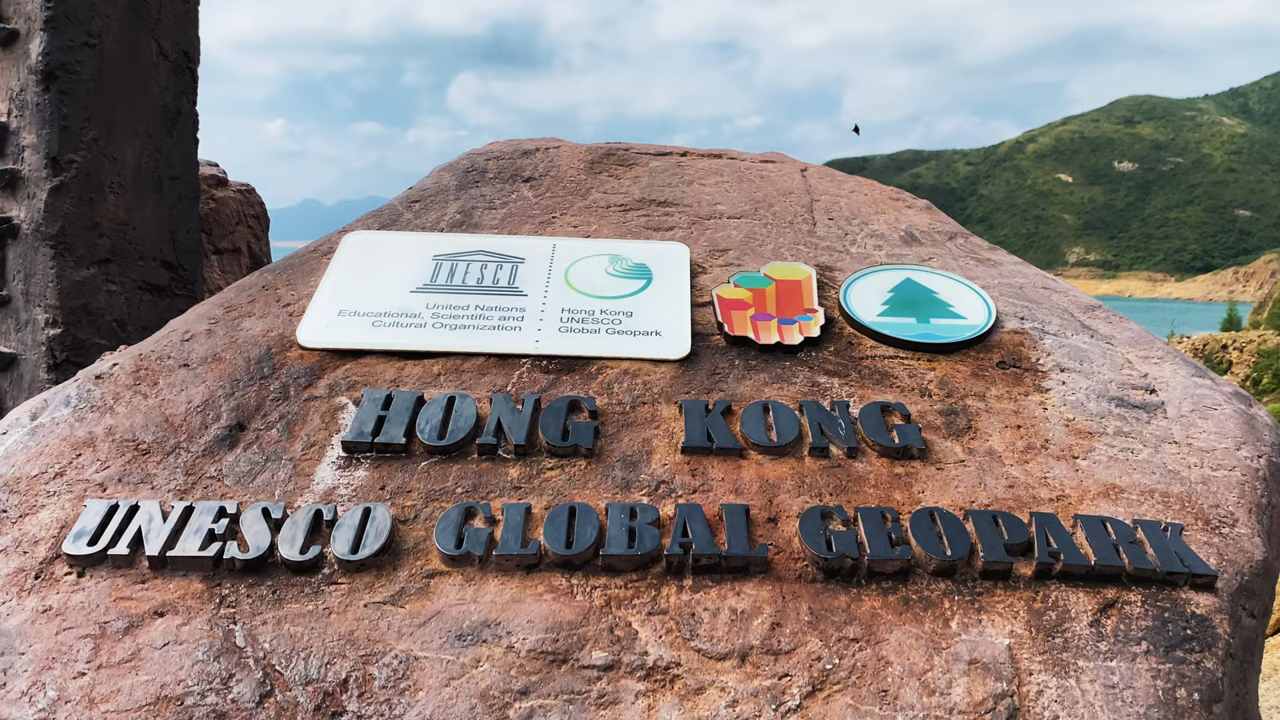 UNESCO
United Nations
Educational, Scientific and
Cultural Organization
Hong Kong
UNESCO
Global Geopark
HONG KONG
UNESCO GLOBAL GEOPARK